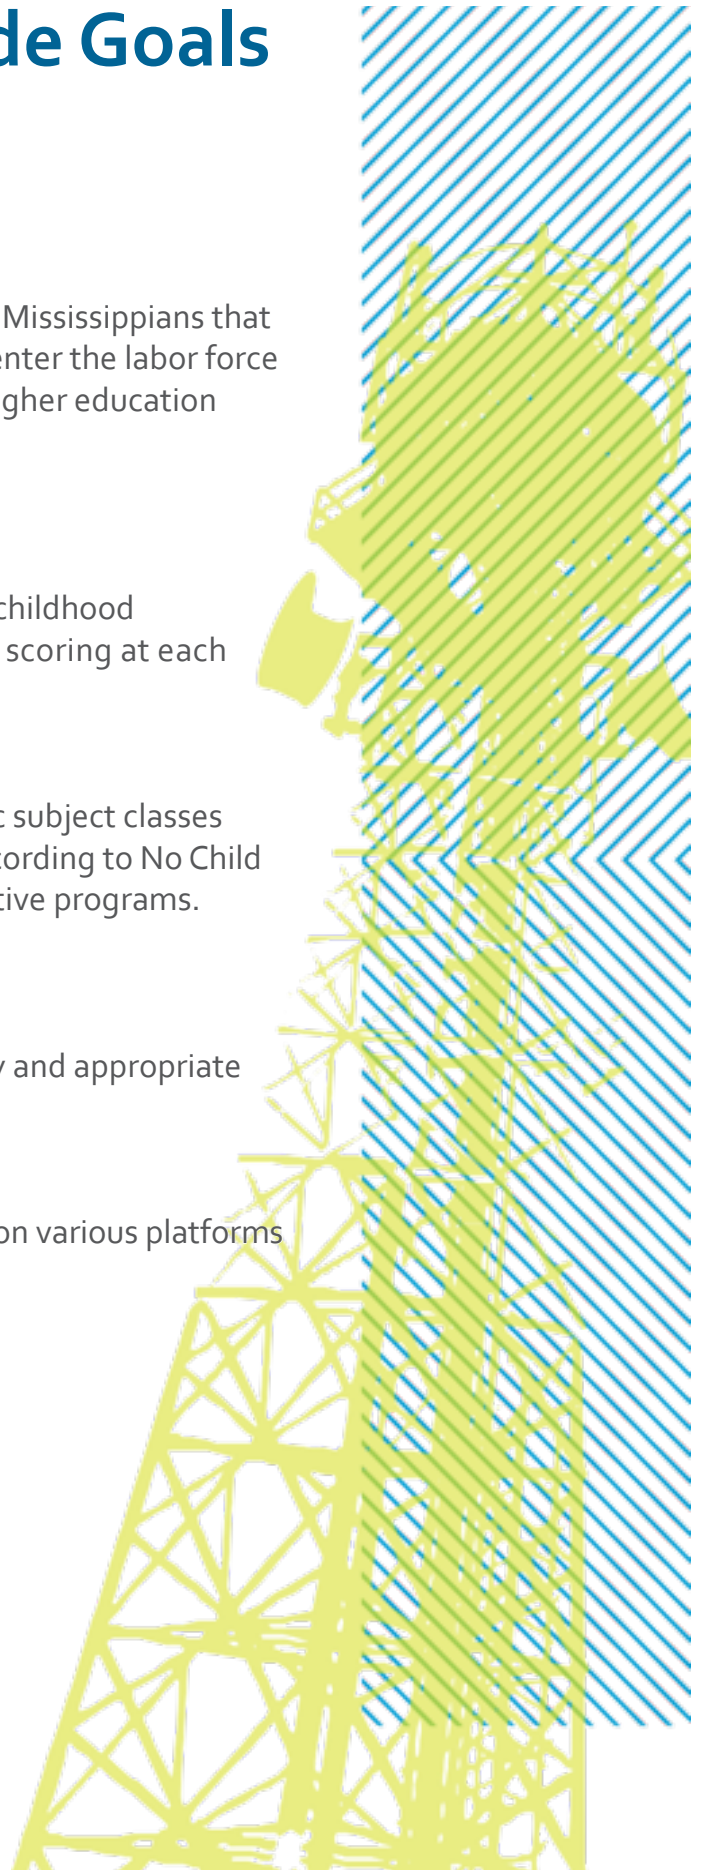 de Goals
Mississippians that
enter the labor force
gher education
childhood
scoring at each
c subject classes
cording to No Child
tive programs.
y and appropriate
on various platforms